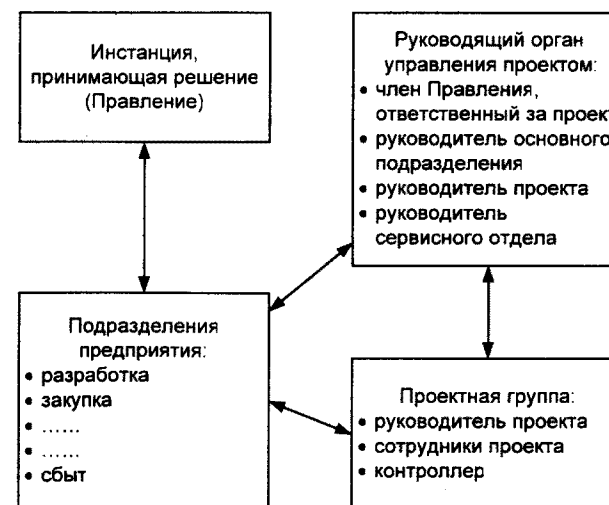 Инстанция,
принимающая решение
(Правление)
Руководящий орган
управления проектом:
• член Правления,
ответственный за проект
• руководитель основного
подразделения
• руководитель проекта
• руководитель
сервисного отдела
Подразделения
предприятия:
• разработка
• закупка
• ......
• ......
• сбыт
Проектная группа:
• руководитель проекта
• сотрудники проекта
• контроллер